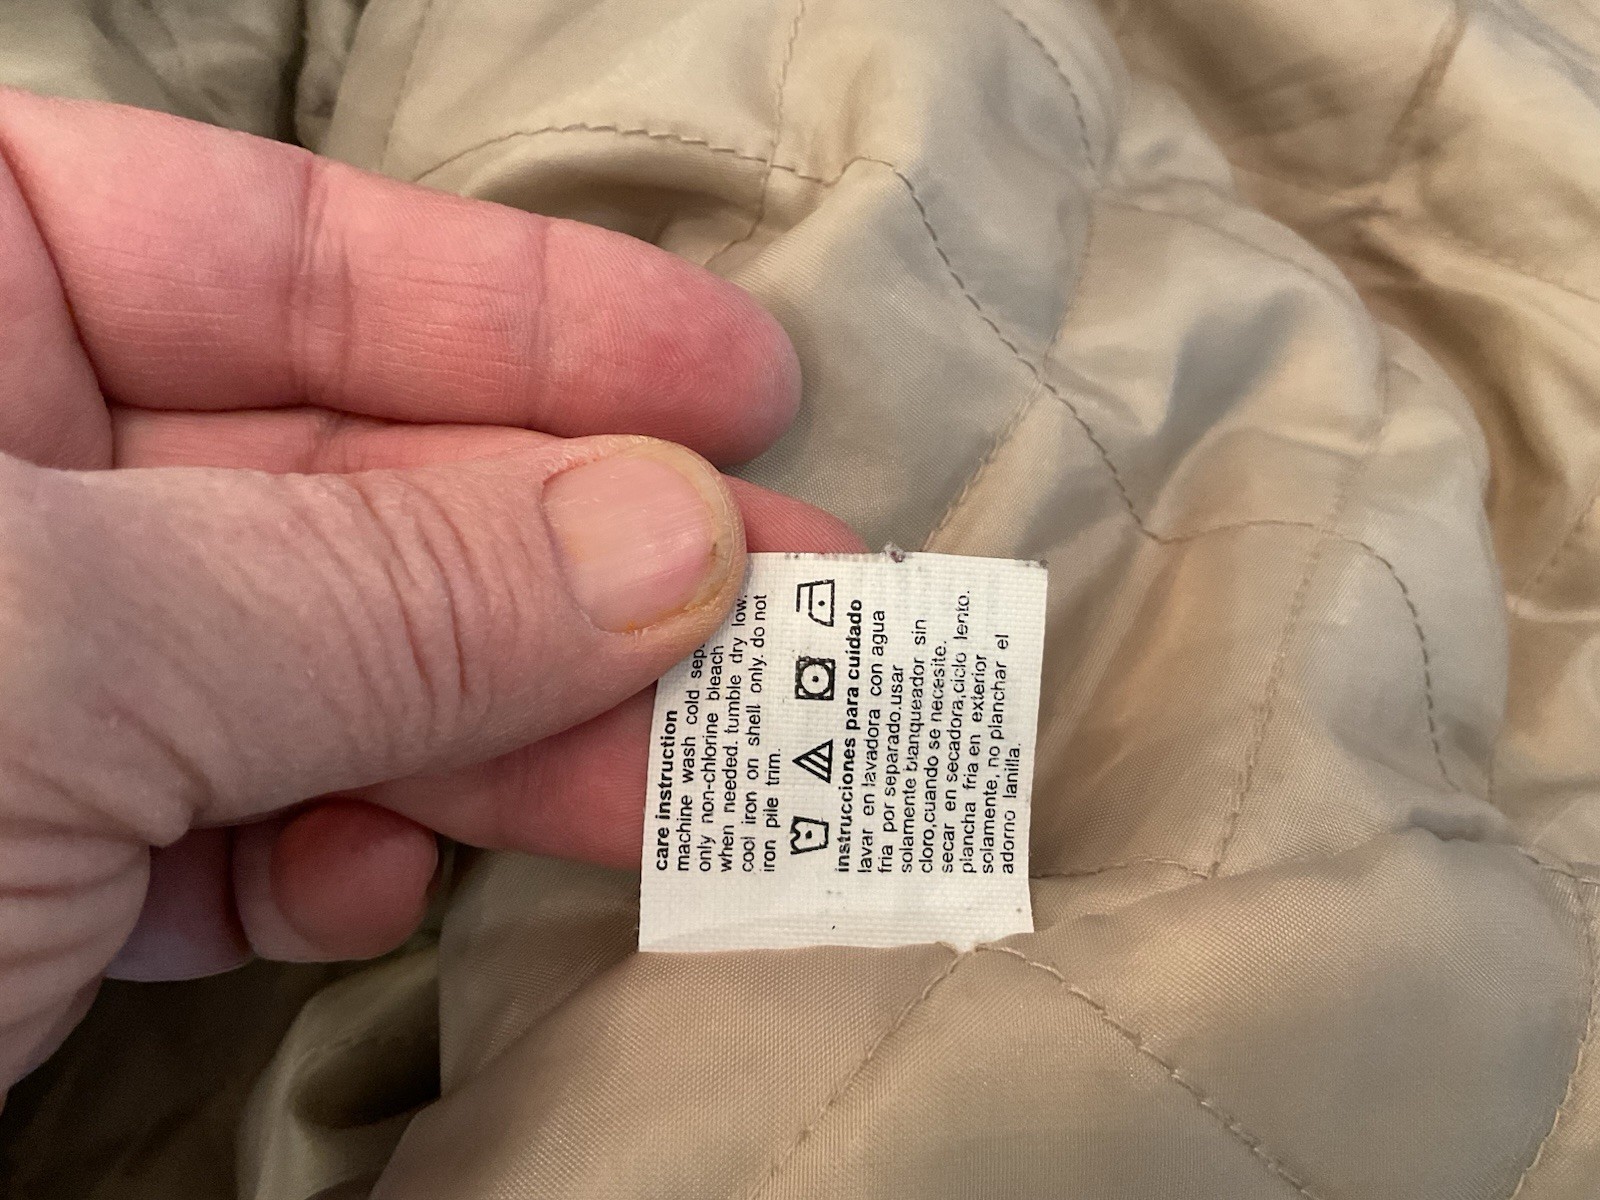 care instruction
machine wash cold sep.
only non-chlorine bleach
when needed. tumble dry low.
cool iron on shell only. do not
iron pile trim.
instrucciones para cuidado
lavar en lavadora con agua
fria por separado.usar
solamente blanqueador sin
cloro,cuando se necesite.
secar en secadora,ciclo lento.
plancha fria en exterior
solamente, no planchar el
adorno lanilla.